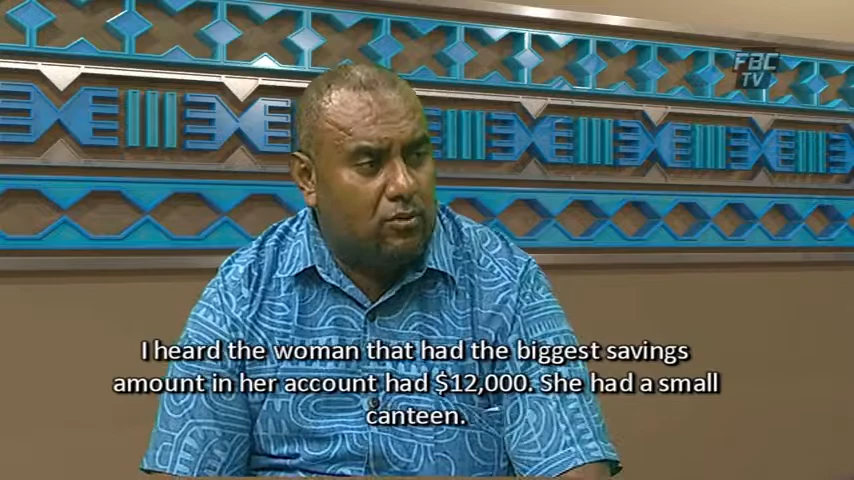 FBC
TV
I heard the woman that had the biggest savings
amount in her account had $12,000. She had a small
canteen.